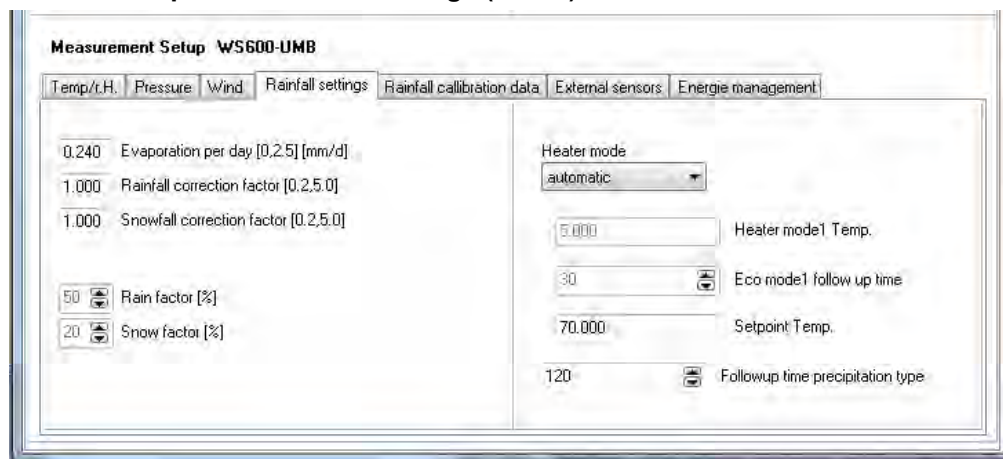 Measurement Setup WS600-UMB
Temp/r.H. Pressure Wind Rainfall settings Rainfall callibration data External sensors Energie management
0.240 Evaporation per day [0,2.5] [mm/d]
1.000 Rainfall correction factor [0.2,5.0]
1.000 Snowfall correction factor [0.2,5.0]
50 Rain factor [%]
20 Snow factor [%]
Heater mode
automatic
5.000 Heater mode1 Temp.
30 Eco mode1 follow up time
70.000 Setpoint Temp.
120 Followup time precipitation type